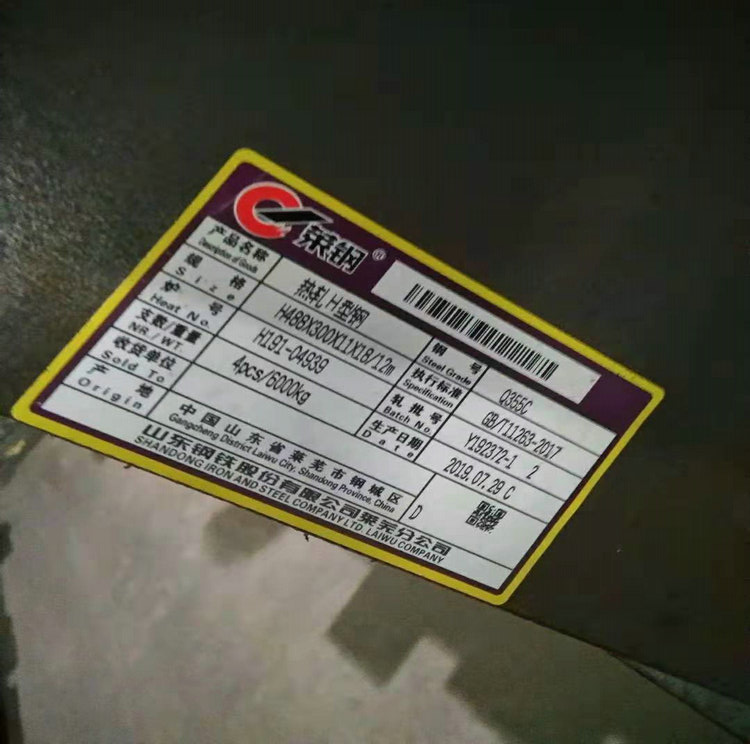 莱钢®
产品名称 热轧 H型钢
Description of Goods
规格 H488X300X11X18/12m 钢号 Q355C
Size Steel Grade
炉号 H191-04939 执行标准 GB/T11263-2017
Heat No. Specification
支数/重量 4pcs/6000kg 轧批号 Y192372-1 2
NR/WT Batch No.
收货单位 生产日期 2019.07.29 C
Sold To Date
产地 中国山东省莱芜市钢城区 D
Origin Gangcheng District Laiwu City, Shandong Province, China
山东钢铁股份有限公司莱芜分公司
SHANDONG IRON AND STEEL COMPANY LTD. LAIWU COMPANY